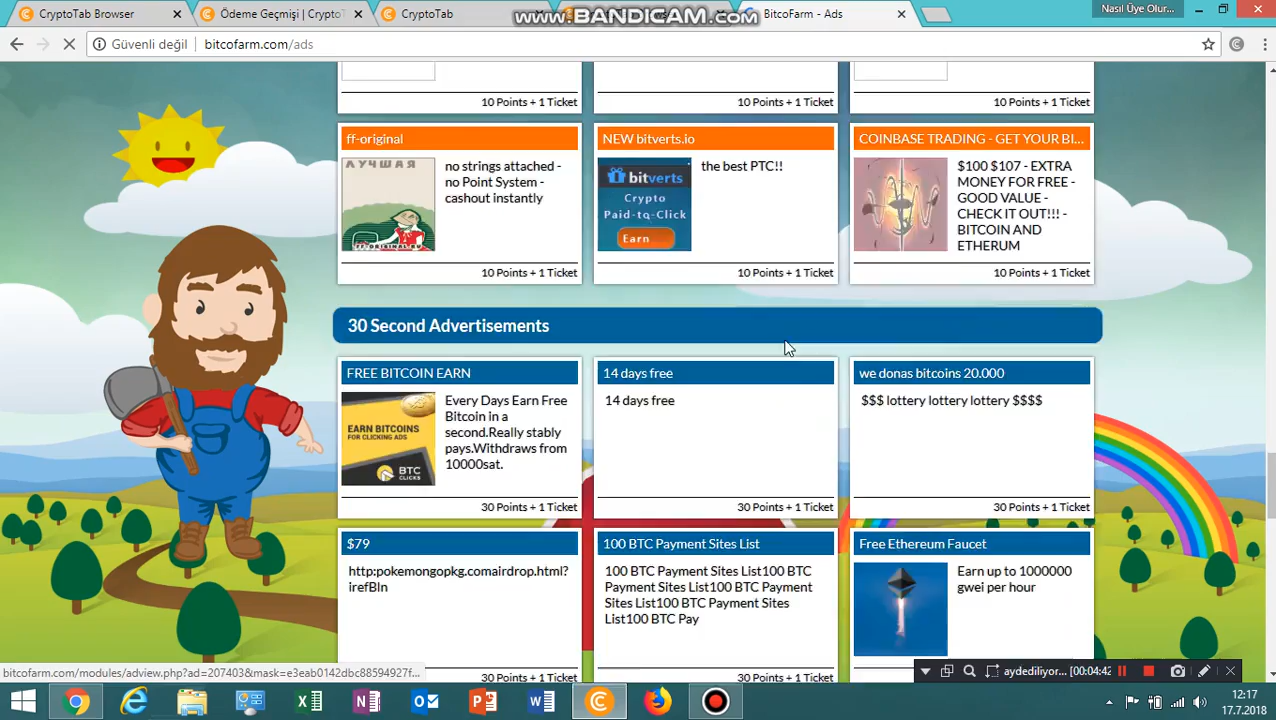 CryptoTab Browser
Ödeme Geçmişi | CryptoT
CryptoTab
WWW.BANDICAM.COM
BitcoFarm - Ads
Nasıl Üye Olur...
Güvenli değil
bitcofarm.com/ads
10 Points + 1 Ticket
10 Points + 1 Ticket
10 Points + 1 Ticket
ff-original
ЛУЧШАЯ
FF-ORIGINAL.RU
no strings attached -
no Point System -
cashout instantly
10 Points + 1 Ticket
NEW bitverts.io
bitverts
Crypto
Paid-to-Click
Earn
the best PTC!!
10 Points + 1 Ticket
COINBASE TRADING - GET YOUR BI...
$100 $107 - EXTRA
MONEY FOR FREE -
GOOD VALUE -
CHECK IT OUT!!! -
BITCOIN AND
ETHERUM
10 Points + 1 Ticket
30 Second Advertisements
FREE BITCOIN EARN
EARN BITCOINS
FOR CLICKING ADS
BTC
CLICKS
Every Days Earn Free
Bitcoin in a
second.Really stably
pays.Withdraws from
10000sat.
30 Points + 1 Ticket
14 days free
14 days free
30 Points + 1 Ticket
we donas bitcoins 20.000
$$$ lottery lottery lottery $$$$
30 Points + 1 Ticket
$79
http:pokemongopkg.comairdrop.html?
irefBln
30 Points + 1 Ticket
100 BTC Payment Sites List
100 BTC Payment Sites List100 BTC
Payment Sites List100 BTC Payment
Sites List100 BTC Payment Sites
List100 BTC Pay
30 Points + 1 Ticket
Free Ethereum Faucet
Earn up to 1000000
gwei per hour
bitcofarm.com/modules/adview.php?ad=207403&mask=e3eab0142dbc88594927f...
aydediliyor... [00:04:42]
12:17
17.7.2018